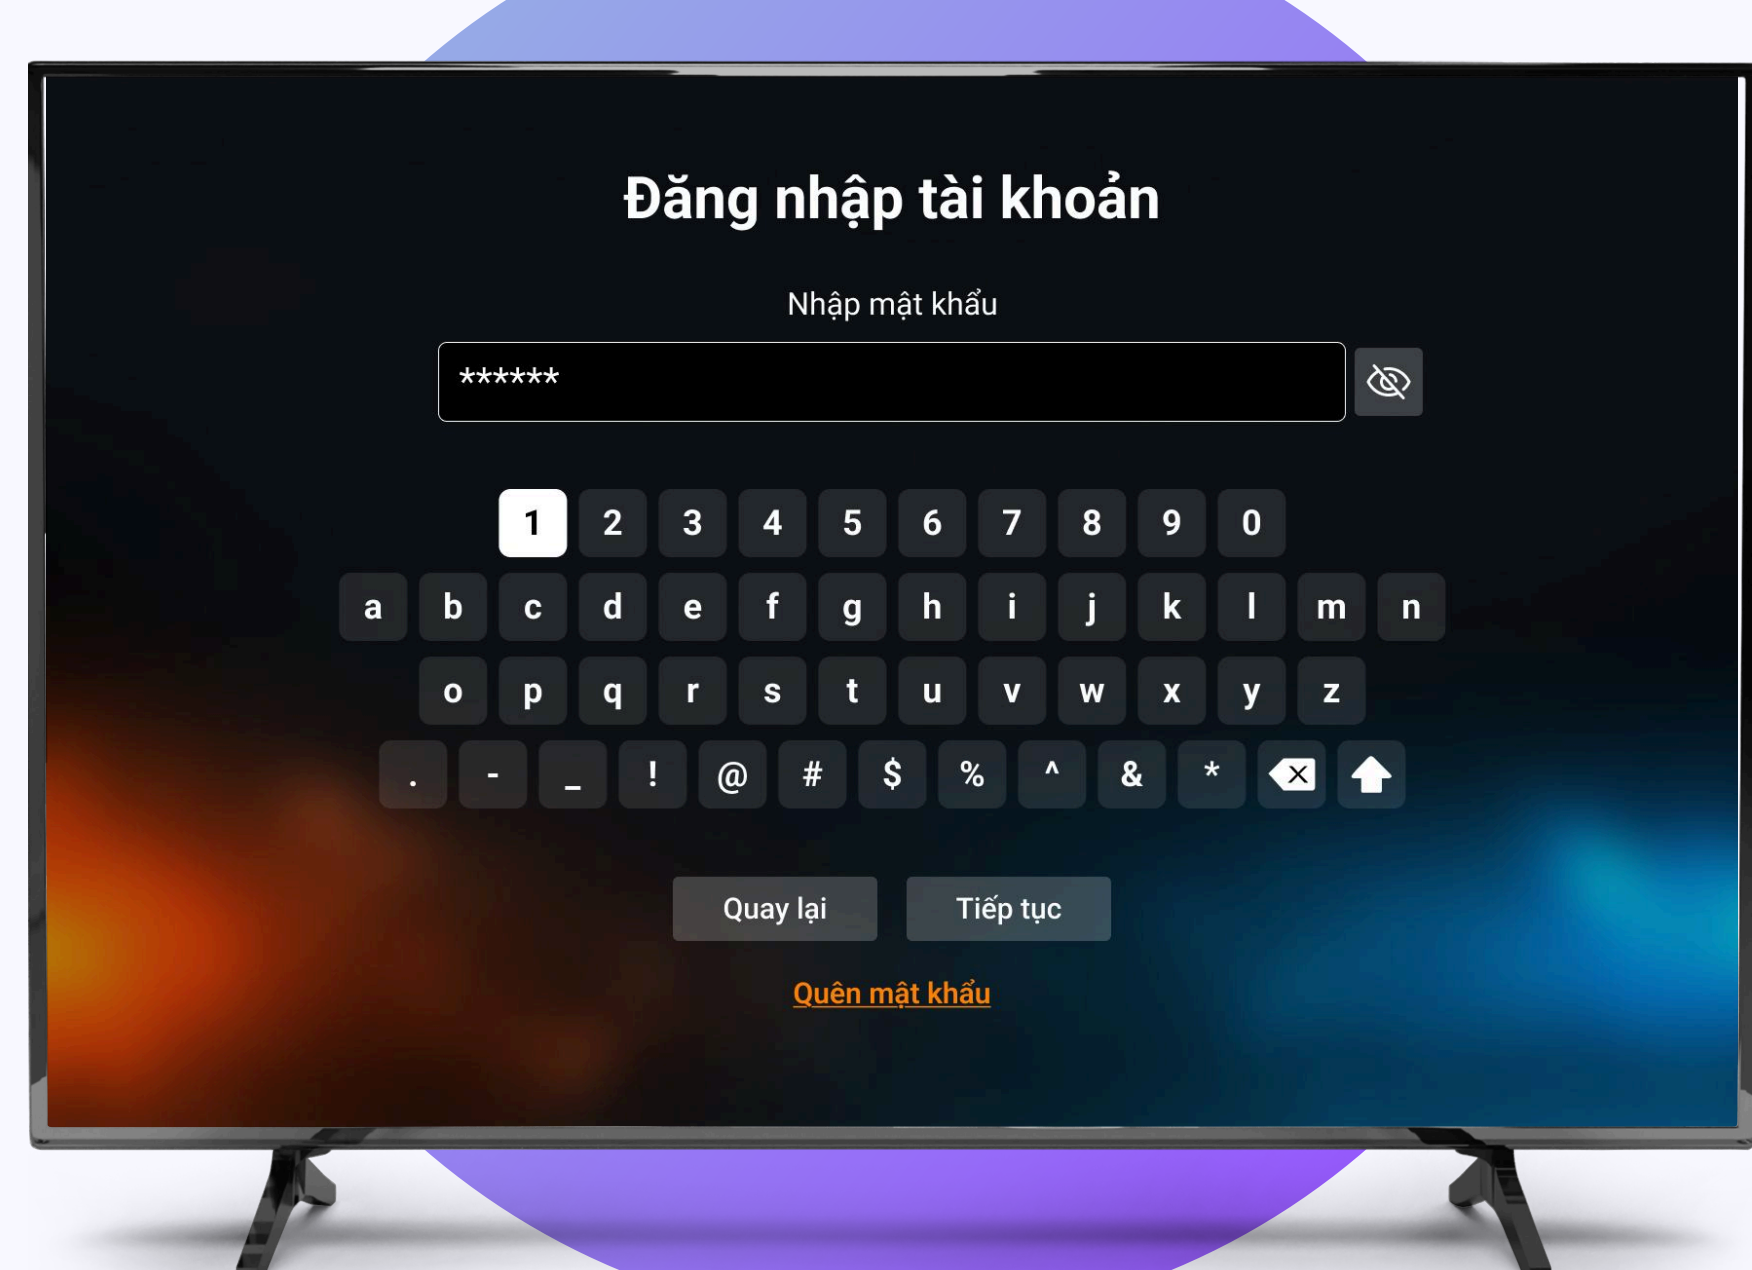 Đăng nhập tài khoản
Nhập mật khẩu
******
1 2 3 4 5 6 7 8 9 0
a b c d e f g h i j k l m n
o p q r s t u v w x y z
. - _ ! @ # $ % ^ & *
Quay lại Tiếp tục
Quên mật khẩu